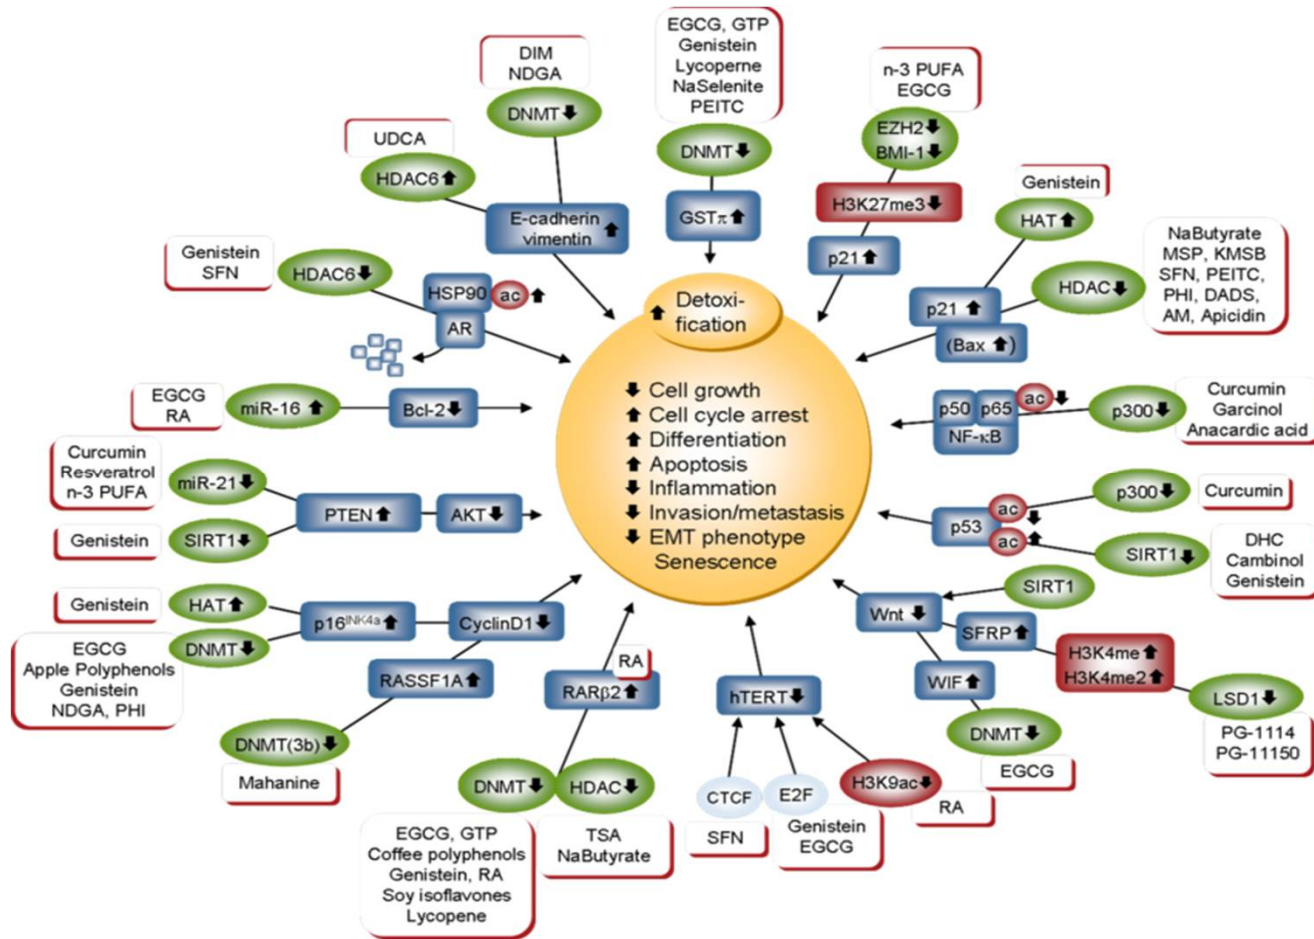 EGCG, GTP
Genistein
Lycoperne
NaSelenite
PEITC
DNMT
GSTπ
DIM
NDGA
DNMT
UDCA
HDAC6
E-cadherin
vimentin
Genistein
SFN
HDAC6
HSP90
ac
AR
EGCG
RA
miR-16
Bcl-2
Curcumin
Resveratrol
n-3 PUFA
miR-21
PTEN
AKT
Genistein
SIRT1
Genistein
HAT
p16INK4a
CyclinD1
DNMT
EGCG
Apple Polyphenols
Genistein
NDGA, PHI
RASSF1A
DNMT(3b)
Mahanine
RA
RARβ2
DNMT
HDAC
EGCG, GTP
Coffee polyphenols
Genistein, RA
Soy isoflavones
Lycopene
TSA
NaButyrate
hTERT
CTCF
E2F
H3K9ac
SFN
Genistein
EGCG
RA
n-3 PUFA
EGCG
EZH2
BMI-1
H3K27me3
p21
Genistein
HAT
NaButyrate
MSP, KMSB
SFN, PEITC,
PHI, DADS,
AM, Apicidin
HDAC
p21
(Bax )
p50
p65
ac
NF-κB
p300
Curcumin
Garcinol
Anacardic acid
p300
Curcumin
p53
ac
ac
SIRT1
DHC
Cambinol
Genistein
SIRT1
Wnt
SFRP
H3K4me
H3K4me2
WIF
LSD1
PG-1114
PG-11150
DNMT
EGCG
Detoxi-
fication
Cell growth
Cell cycle arrest
Differentiation
Apoptosis
Inflammation
Invasion/metastasis
EMT phenotype
Senescence